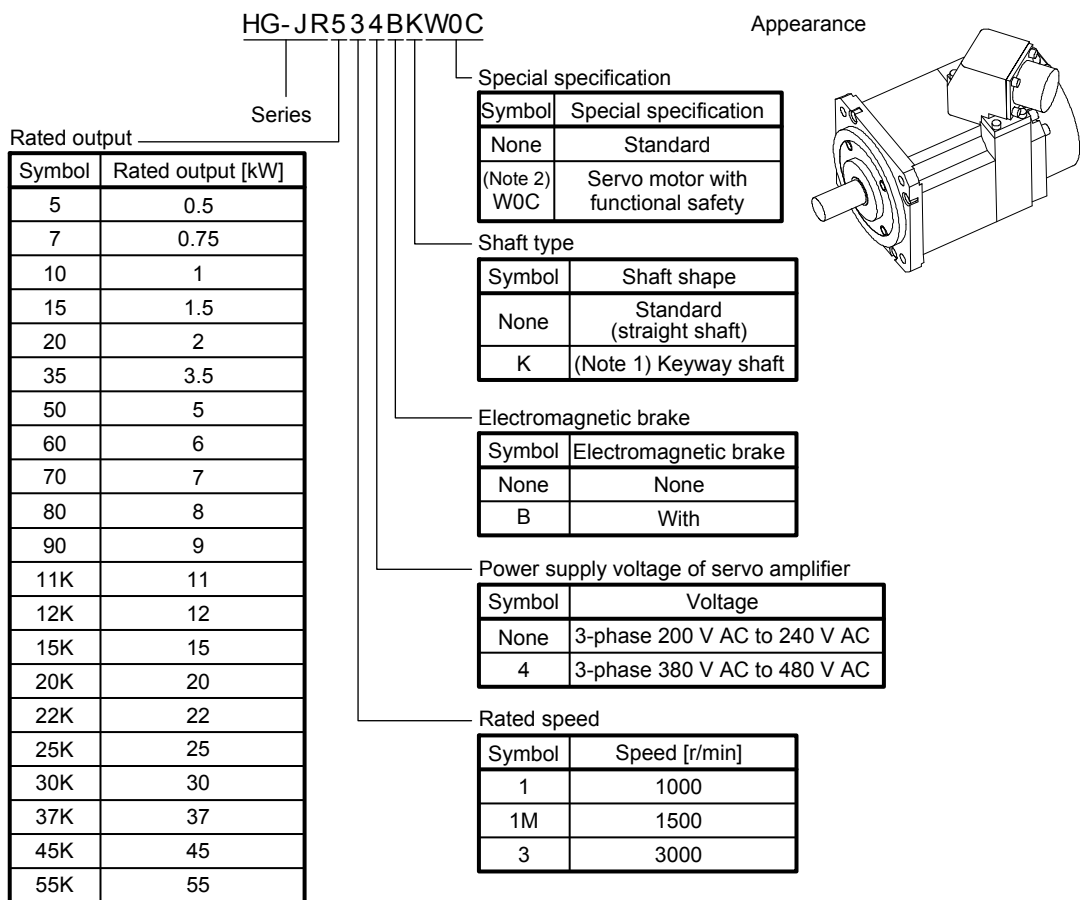 HG-JR534BKW0C
Appearance
Series
Rated output
Symbol Rated output [kW]
5 0.5
7 0.75
10 1
15 1.5
20 2
35 3.5
50 5
60 6
70 7
80 8
90 9
11K 11
12K 12
15K 15
20K 20
22K 22
25K 25
30K 30
37K 37
45K 45
55K 55
Special specification
Symbol Special specification
None Standard
(Note 2) W0C Servo motor with
functional safety
Shaft type
Symbol Shaft shape
None Standard
(straight shaft)
K (Note 1) Keyway shaft
Electromagnetic brake
Symbol Electromagnetic brake
None None
B With
Power supply voltage of servo amplifier
Symbol Voltage
None 3-phase 200 V AC to 240 V AC
4 3-phase 380 V AC to 480 V AC
Rated speed
Symbol Speed [r/min]
1 1000
1M 1500
3 3000